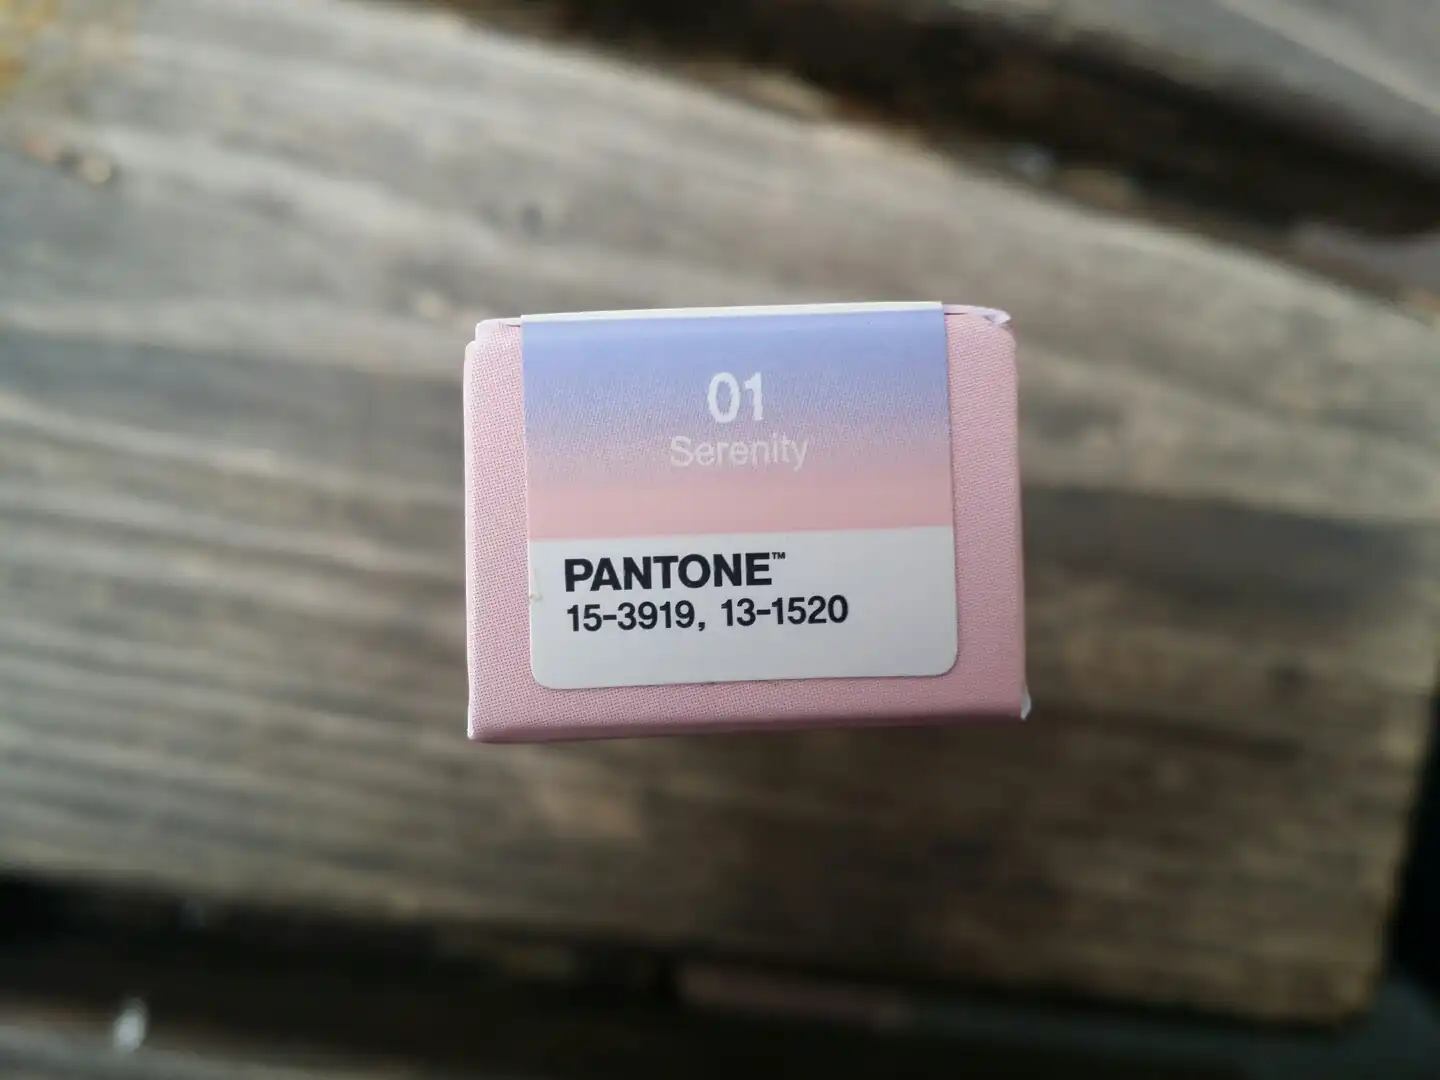 01
Serenity
PANTONE™
15-3919, 13-1520